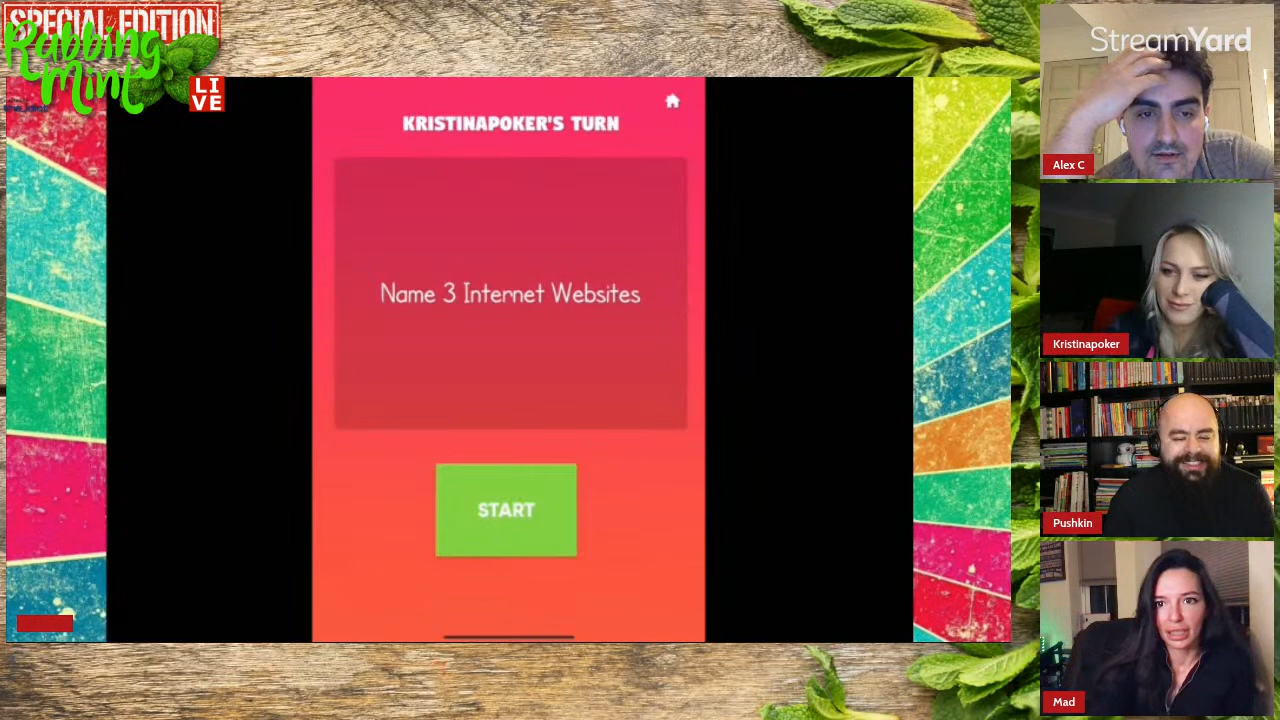 SPECIAL EDITION
Rabbing
Mint
LI
VE
StreamYard
KRISTINAPOKER'S TURN
Name 3 Internet Websites
START
Alex C
Kristinapoker
Pushkin
Mad